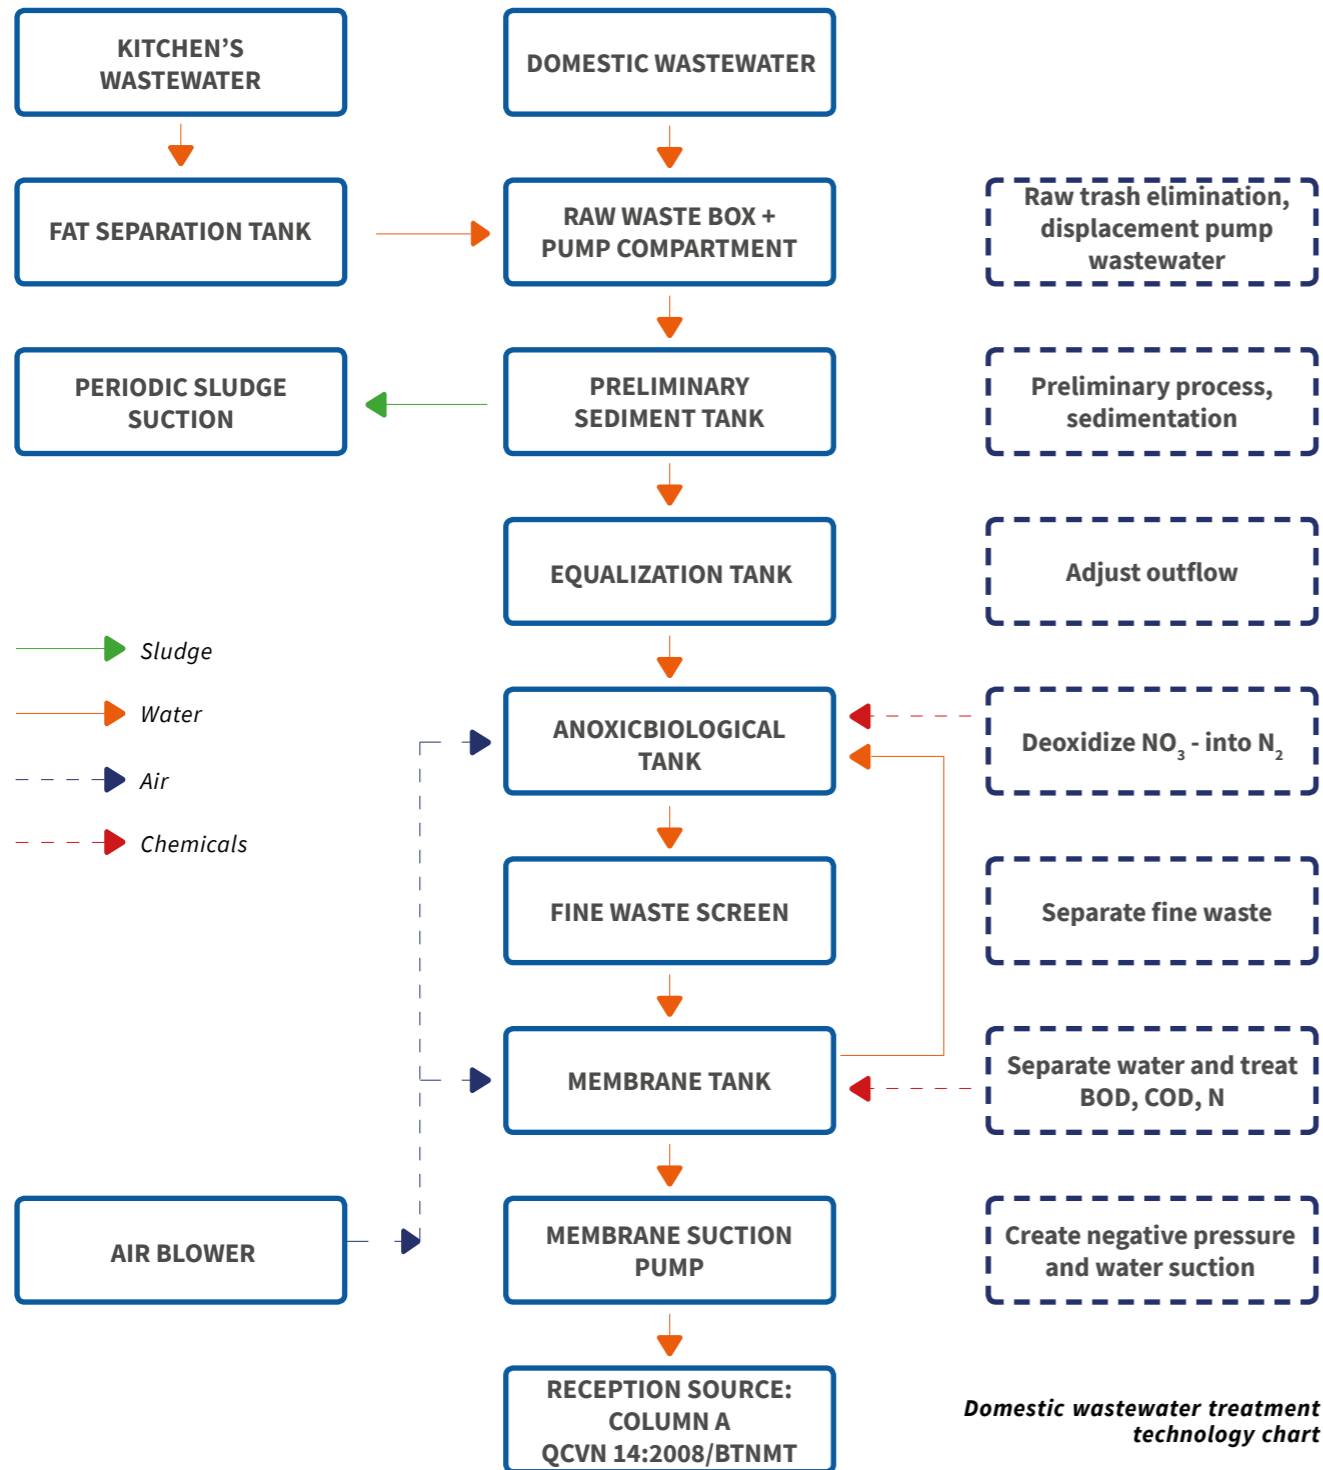 KITCHEN'S
WASTEWATER
DOMESTIC WASTEWATER
FAT SEPARATION TANK
RAW WASTE BOX +
PUMP COMPARTMENT
Raw trash elimination,
displacement pump
wastewater
PERIODIC SLUDGE
SUCTION
PRELIMINARY
SEDIMENT TANK
Preliminary process,
sedimentation
EQUALIZATION TANK
Adjust outflow
Sludge
Water
Air
Chemicals
ANOXICBIOLOGICAL
TANK
Deoxidize NO₃ - into N₂
FINE WASTE SCREEN
Separate fine waste
MEMBRANE TANK
Separate water and treat
BOD, COD, N
AIR BLOWER
MEMBRANE SUCTION
PUMP
Create negative pressure
and water suction
RECEPTION SOURCE:
COLUMN A
QCVN 14:2008/BTNMT
Domestic wastewater treatment
technology chart